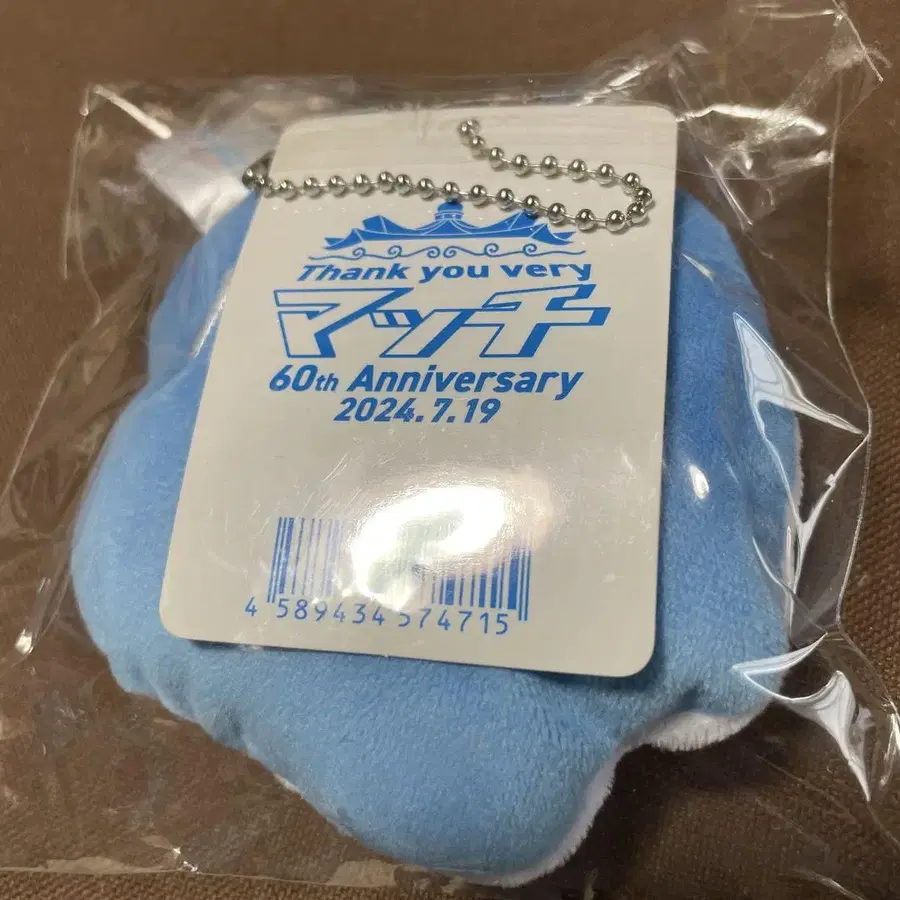 Thank you very
マッチ
60th Anniversary
2024.7.19
4 589434 574715